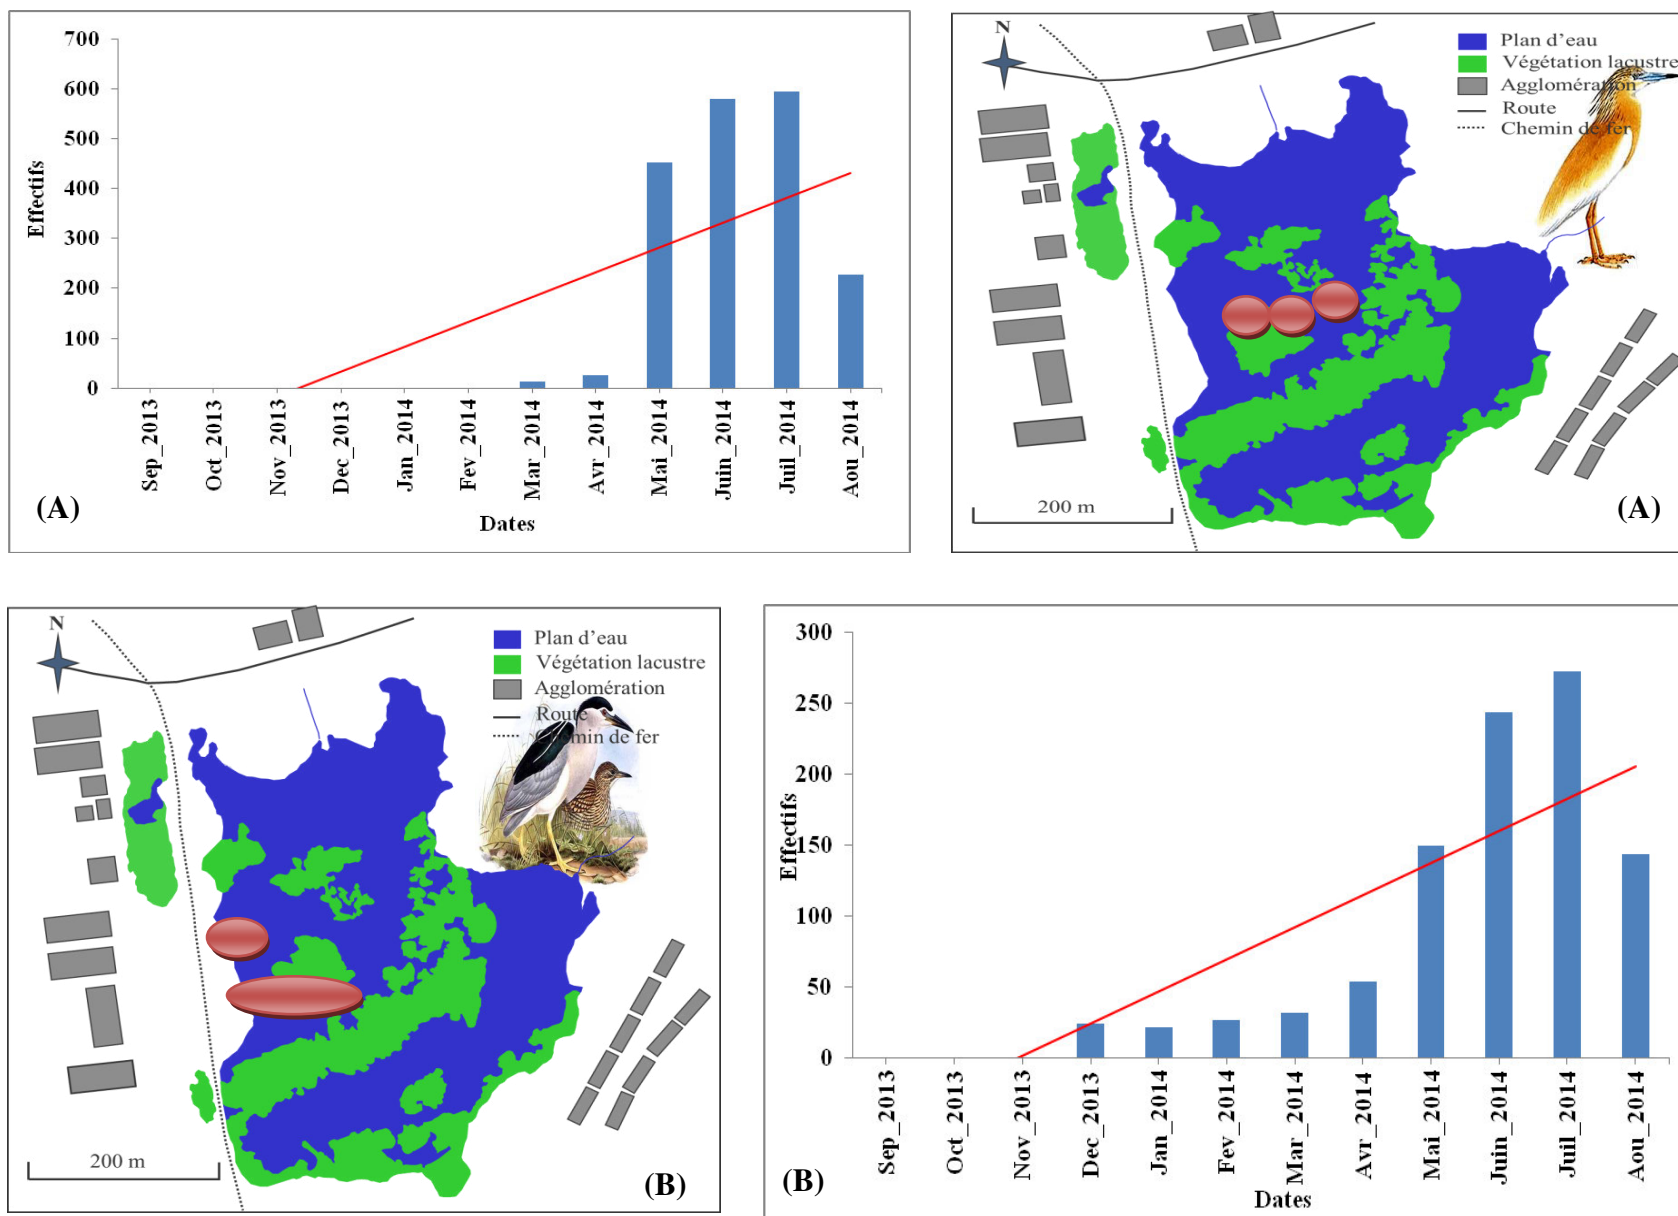 700
600
500
400
300
200
100
0
Effectifs
Sep_2013
Oct_2013
Nov_2013
Dec_2013
Jan_2014
Fev_2014
Mar_2014
Avr_2014
Mai_2014
Juin_2014
Juil_2014
Aou_2014
Dates
(A)
N
Plan d'eau
Végétation lacustre
Agglomération
Route
Chemin de fer
200 m
(A)
N
Plan d'eau
Végétation lacustre
Agglomération
Route
Chemin de fer
200 m
(B)
300
250
200
150
100
50
0
Effectifs
Sep_2013
Oct_2013
Nov_2013
Dec_2013
Jan_2014
Fev_2014
Mar_2014
Avr_2014
Mai_2014
Juin_2014
Juil_2014
Aou_2014
Dates
(B)